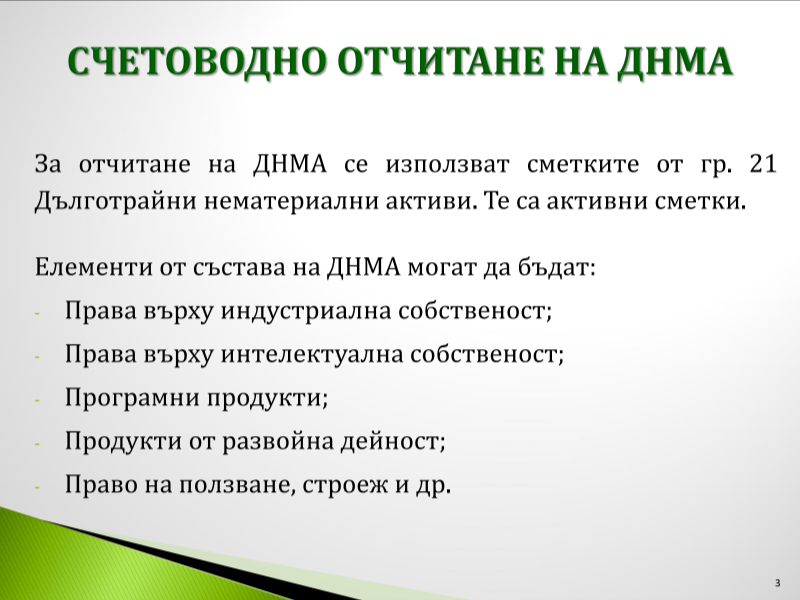 СЧЕТОВОДНО ОТЧИТАНЕ НА ДНМА
За отчитане на ДНМА се използват сметките от гр. 21
Дълготрайни нематериални активи. Те са активни сметки.
Елементи от състава на ДНМА могат да бъдат:
- Права върху индустриална собственост;
- Права върху интелектуална собственост;
- Програмни продукти;
- Продукти от развойна дейност;
- Право на ползване, строеж и др.
3